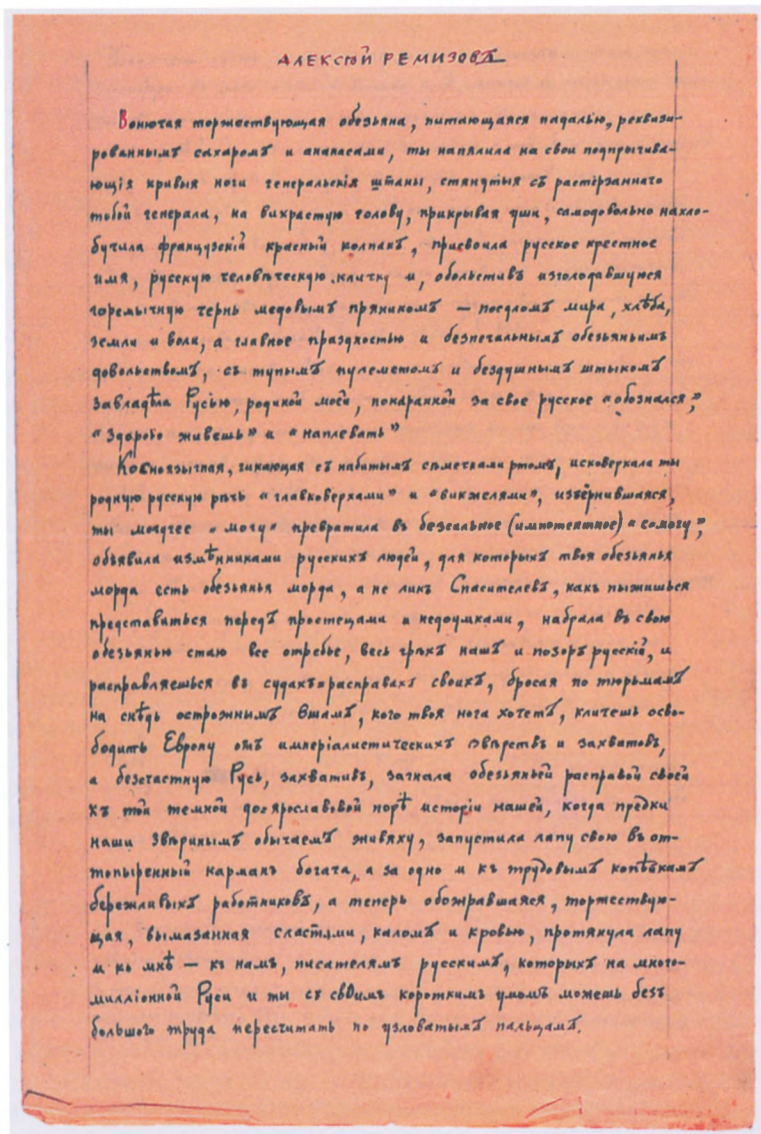 АЛЕКСѢЙ РЕМИЗОВЪ
Вонючая торжествующая обезьяна, питающаяся падалью, реквизи-
рованнымъ сахаромъ и ананасами, ты напялила на свои подпрыгива-
ющія кривыя ноги генеральскія штаны, стянутыя съ растерзаннаго
тобой генерала, на вихрастую голову, прикрывая уши, самодовольно нахло-
бучила французскій красный колпакъ, присвоила русское крестное
имя, русскую человѣческую кличку и, обольстивъ изголодавшуюся
горемычную чернь медовымъ пряникомъ — посуломъ мира, хлѣба,
земли и воли, а главное праздностью и безпечальнымъ обезьяньимъ
довольствомъ, съ тупымъ пулеметомъ и бездушнымъ штыкомъ
завладѣла Русью, родиной моей, покаранной за свое русское „обознался“,
„здорово живешь“ и „наплевать“
Косноязычная, гикающая съ набитымъ сѣмечками ртомъ, исковеркала ты
родную русскую рѣчь „главковерхами“ и „викжелями“, изъёрнившаяся,
ты могучее „могу“ превратила въ безсильное (импотентное) „сомогу“,
объявила измѣнниками русскихъ людей, для которыхъ твоя обезьянья
морда есть обезьянья морда, а не ликъ Спасителевъ, какъ пыжишься
представиться передъ простецами и недоумками, набрала въ свою
обезьянью стаю все отребье, весь грѣхъ нашъ и позоръ русскій, и
расправляешься въ судахъ=расправахъ своихъ, бросая по тюрьмамъ
на снѣдь острожнымъ вшамъ, кого твоя нога хочетъ, кличешь осво-
бодить Европу отъ имперіалистическихъ звѣрствъ и захватовъ,
а безчастную Русь, захвативъ, загнала обезьяньей расправой своей
къ той темной доярославовой порѣ исторіи нашей, когда предки
наши звѣринымъ обычаемъ живяху, запустила лапу свою въ от-
топыренный карманъ богача, а за одно и къ трудовымъ копѣйкамъ
бережливыхъ работниковъ, а теперь обожравшаяся, торжествую-
щая, вымазанная сластями, каломъ и кровью, протянула лапу
и ко мнѣ — къ намъ, писателямъ русскимъ, которыхъ на много-
милліонной Руси и ты съ своимъ короткимъ умомъ можешь безъ
большого труда пересчитать по узловатымъ пальцамъ.